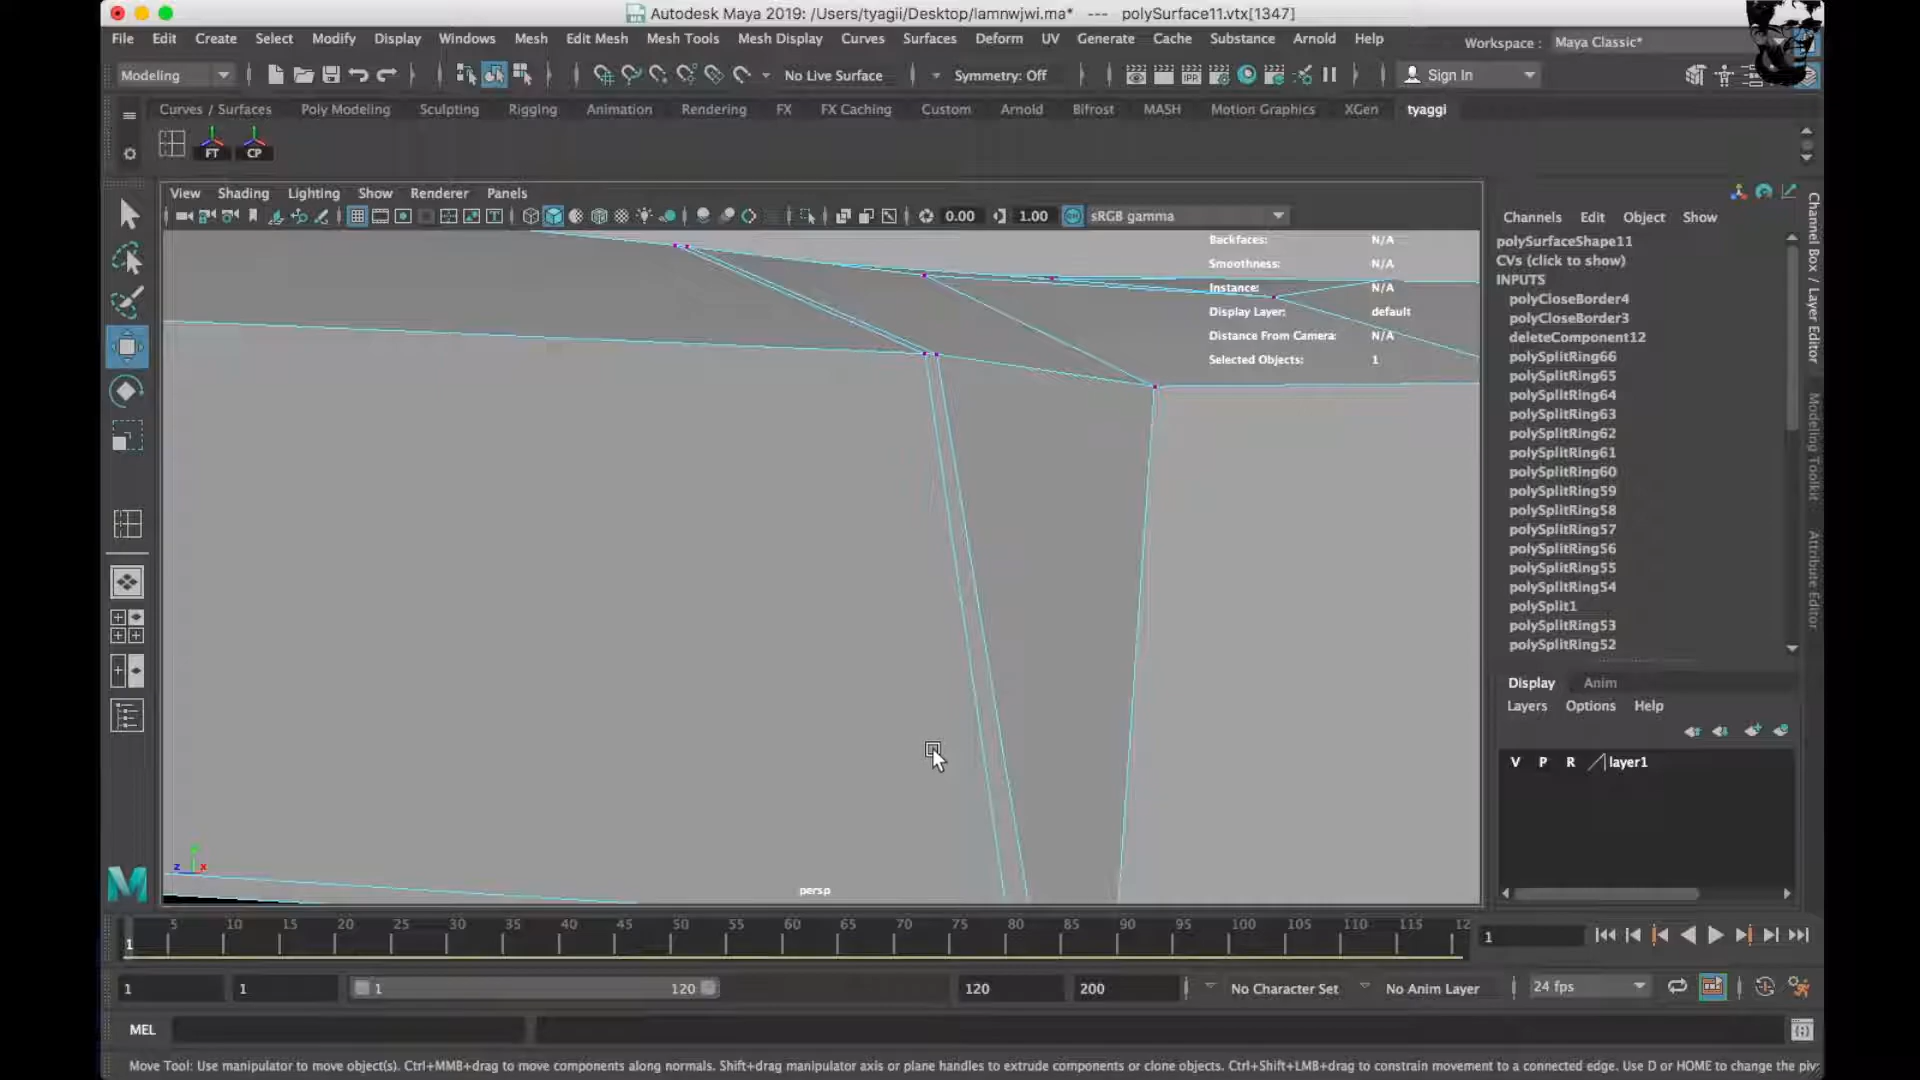 Autodesk Maya 2019: /Users/tyagii/Desktop/lamnwjwi.ma* --- polySurface11.vtx[1347]
File Edit Create Select Modify Display Windows Mesh Edit Mesh Mesh Tools Mesh Display Curves Surfaces Deform UV Generate Cache Substance Arnold Help
Workspace : Maya Classic*
Modeling No Live Surface Symmetry: Off IPR Sign In
Curves / Surfaces Poly Modeling Sculpting Rigging Animation Rendering FX FX Caching Custom Arnold Bifrost MASH Motion Graphics XGen tyaggi
FT CP
View Shading Lighting Show Renderer Panels
0.00 1.00 sRGB gamma
Backfaces: N/A
Smoothness: N/A
Instance: N/A
Display Layer: default
Distance From Camera: N/A
Selected Objects: 1
z x
persp
Channels Edit Object Show
polySurfaceShape11
CVs (click to show)
INPUTS
polyCloseBorder4
polyCloseBorder3
deleteComponent12
polySplitRing66
polySplitRing65
polySplitRing64
polySplitRing63
polySplitRing62
polySplitRing61
polySplitRing60
polySplitRing59
polySplitRing58
polySplitRing57
polySplitRing56
polySplitRing55
polySplitRing54
polySplit1
polySplitRing53
polySplitRing52
Display Anim
Layers Options Help
V P R layer1
Channel Box / Layer Editor
Modeling Toolkit
Attribute Editor
5 10 15 20 25 30 35 40 45 50 55 60 65 70 75 80 85 90 95 100 105 110 115 12
1 1
1 1 1 120 120 200 No Character Set No Anim Layer 24 fps
MEL
Move Tool: Use manipulator to move object(s). Ctrl+MMB+drag to move components along normals. Shift+drag manipulator axis or plane handles to extrude components or clone objects. Ctrl+Shift+LMB+drag to constrain movement to a connected edge. Use D or HOME to change the piv